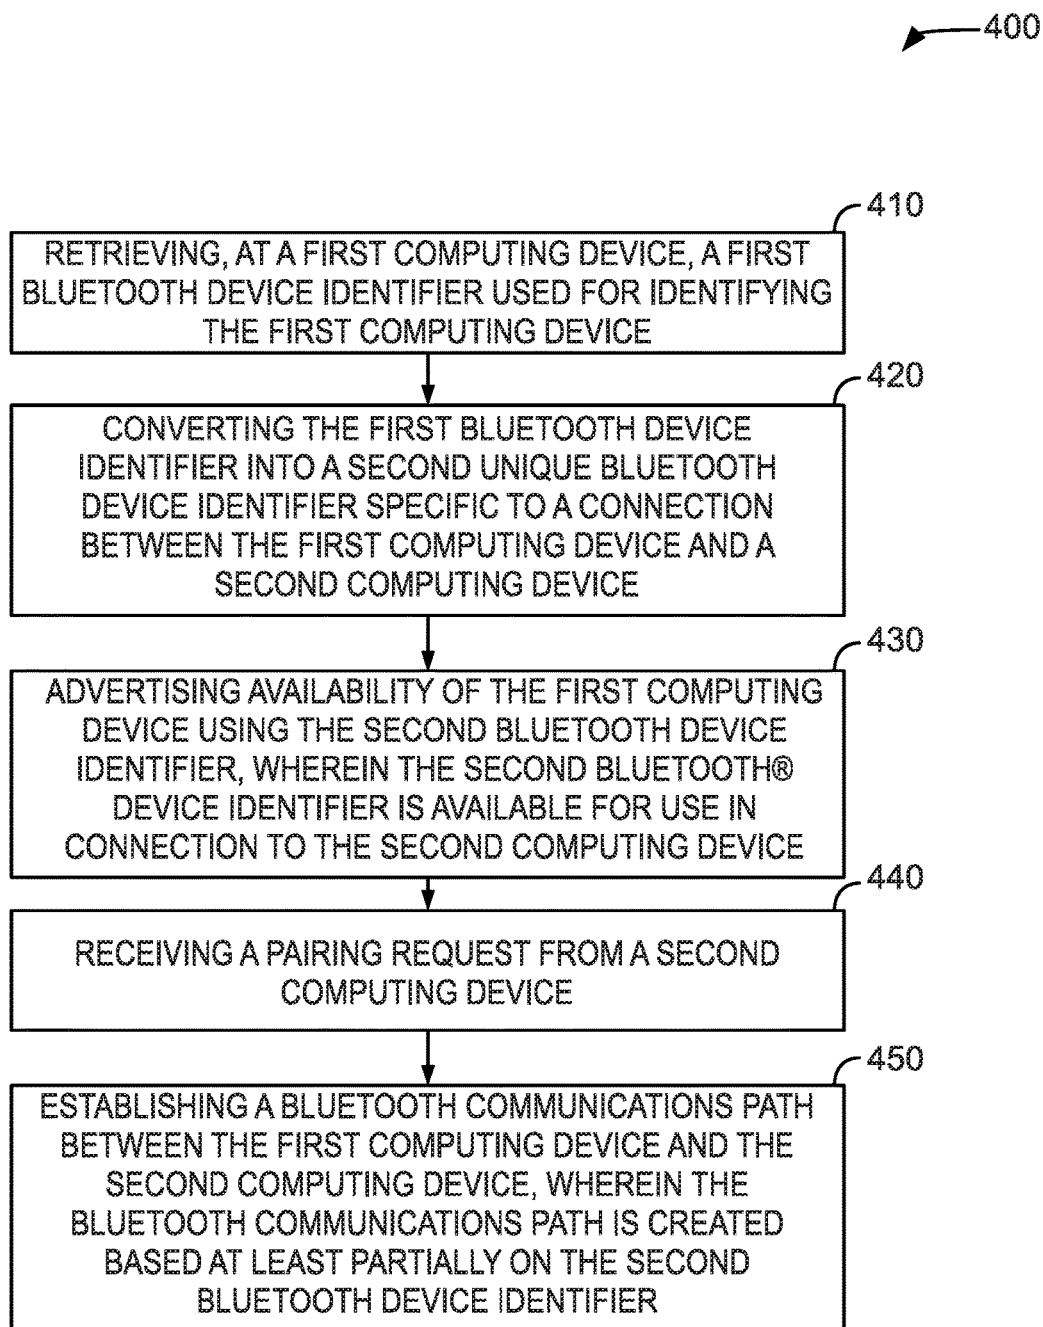 400
410
RETRIEVING, AT A FIRST COMPUTING DEVICE, A FIRST
BLUETOOTH DEVICE IDENTIFIER USED FOR IDENTIFYING
THE FIRST COMPUTING DEVICE
420
CONVERTING THE FIRST BLUETOOTH DEVICE
IDENTIFIER INTO A SECOND UNIQUE BLUETOOTH
DEVICE IDENTIFIER SPECIFIC TO A CONNECTION
BETWEEN THE FIRST COMPUTING DEVICE AND A
SECOND COMPUTING DEVICE
430
ADVERTISING AVAILABILITY OF THE FIRST COMPUTING
DEVICE USING THE SECOND BLUETOOTH DEVICE
IDENTIFIER, WHEREIN THE SECOND BLUETOOTH®
DEVICE IDENTIFIER IS AVAILABLE FOR USE IN
CONNECTION TO THE SECOND COMPUTING DEVICE
440
RECEIVING A PAIRING REQUEST FROM A SECOND
COMPUTING DEVICE
450
ESTABLISHING A BLUETOOTH COMMUNICATIONS PATH
BETWEEN THE FIRST COMPUTING DEVICE AND THE
SECOND COMPUTING DEVICE, WHEREIN THE
BLUETOOTH COMMUNICATIONS PATH IS CREATED
BASED AT LEAST PARTIALLY ON THE SECOND
BLUETOOTH DEVICE IDENTIFIER